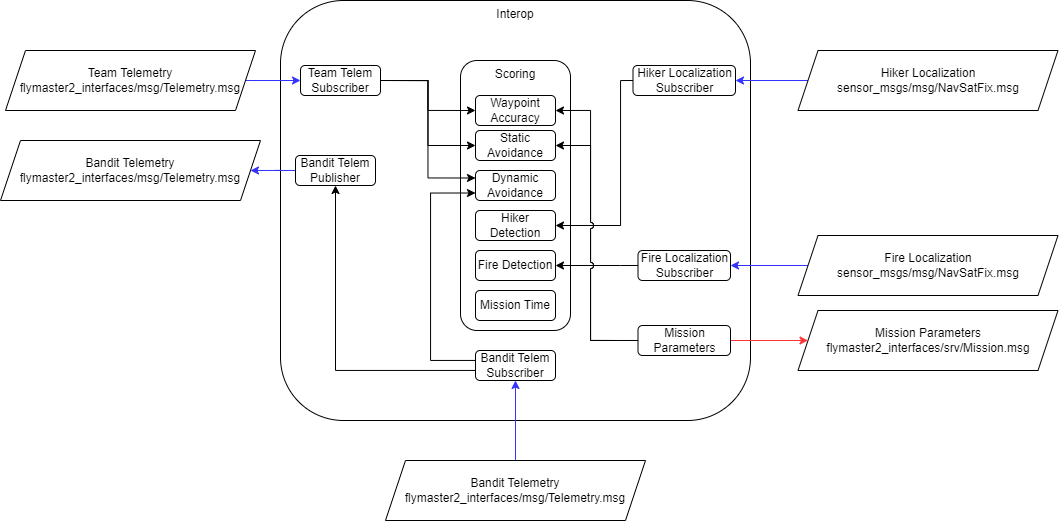 Interop
Team Telemetry
flymaster2_interfaces/msg/Telemetry.msg
Team Telem
Subscriber
Scoring
Hiker Localization
Subscriber
Hiker Localization
sensor_msgs/msg/NavSatFix.msg
Waypoint
Accuracy
Static
Avoidance
Bandit Telemetry
flymaster2_interfaces/msg/Telemetry.msg
Bandit Telem
Publisher
Dynamic
Avoidance
Hiker
Detection
Fire Detection
Fire Localization
Subscriber
Fire Localization
sensor_msgs/msg/NavSatFix.msg
Mission Time
Mission
Parameters
Mission Parameters
flymaster2_interfaces/srv/Mission.msg
Bandit Telem
Subscriber
Bandit Telemetry
flymaster2_interfaces/msg/Telemetry.msg